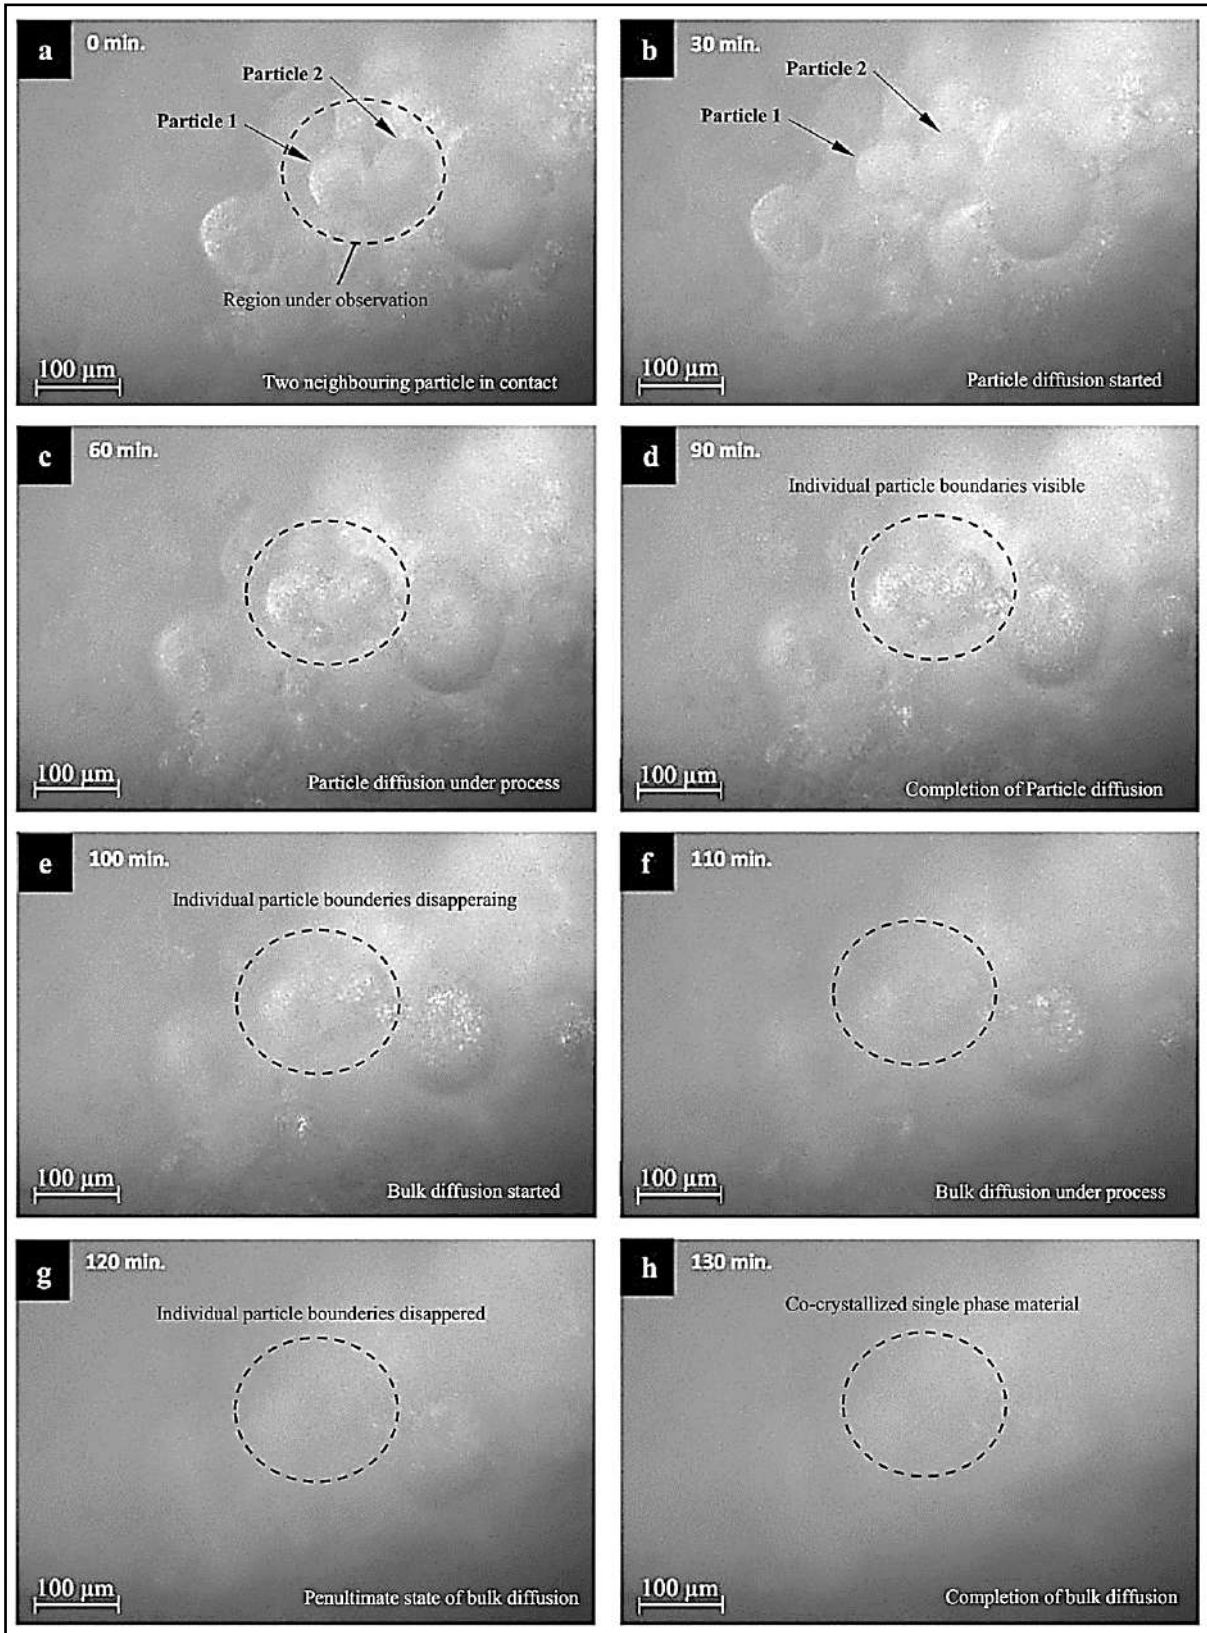 a
0 min.
Particle 2
Particle 1
Region under observation
100 µm
Two neighbouring particle in contact
b
30 min.
Particle 2
Particle 1
100 µm
Particle diffusion started
c
60 min.
100 µm
Particle diffusion under process
d
90 min.
Individual particle boundaries visible
100 µm
Completion of Particle diffusion
e
100 min.
Individual particle bounderies disapperaing
100 µm
Bulk diffusion started
f
110 min.
100 µm
Bulk diffusion under process
g
120 min.
Individual particle bounderies disappered
100 µm
Penultimate state of bulk diffusion
h
130 min.
Co-crystallized single phase material
100 µm
Completion of bulk diffusion